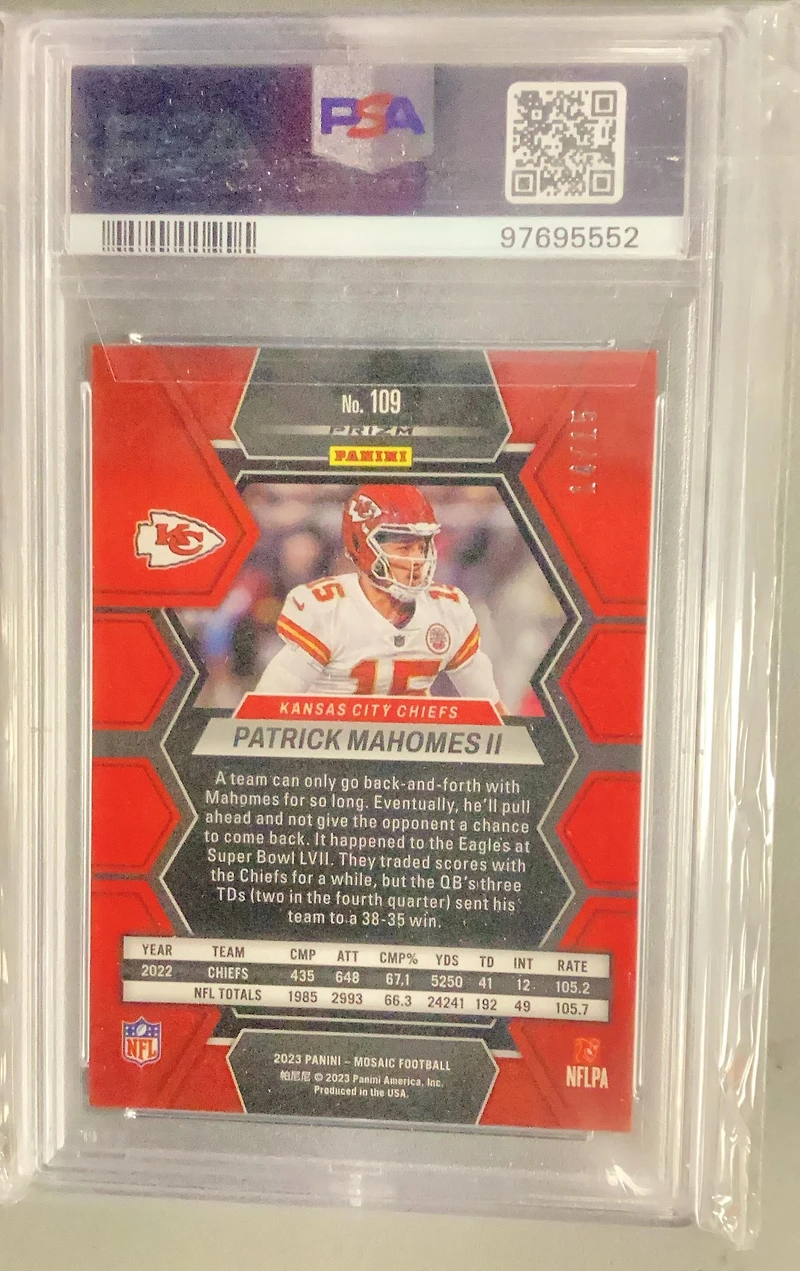 PSA
97695552
No. 109
PRIZM
PANINI
KC
15
15
KANSAS CITY CHIEFS
PATRICK MAHOMES II
A team can only go back-and-forth with
Mahomes for so long. Eventually, he'll pull
ahead and not give the opponent a chance
to come back. It happened to the Eagles at
Super Bowl LVII. They traded scores with
the Chiefs for a while, but the QB's three
TDs (two in the fourth quarter) sent his
team to a 38-35 win.
YEAR TEAM CMP ATT CMP% YDS TD INT RATE
2022 CHIEFS 435 648 67.1 5250 41 12 105.2
NFL TOTALS 1985 2993 66.3 24241 192 49 105.7
NFL
NFLPA
2023 PANINI – MOSAIC FOOTBALL
帕尼尼 © 2023 Panini America, Inc.
Produced in the USA.